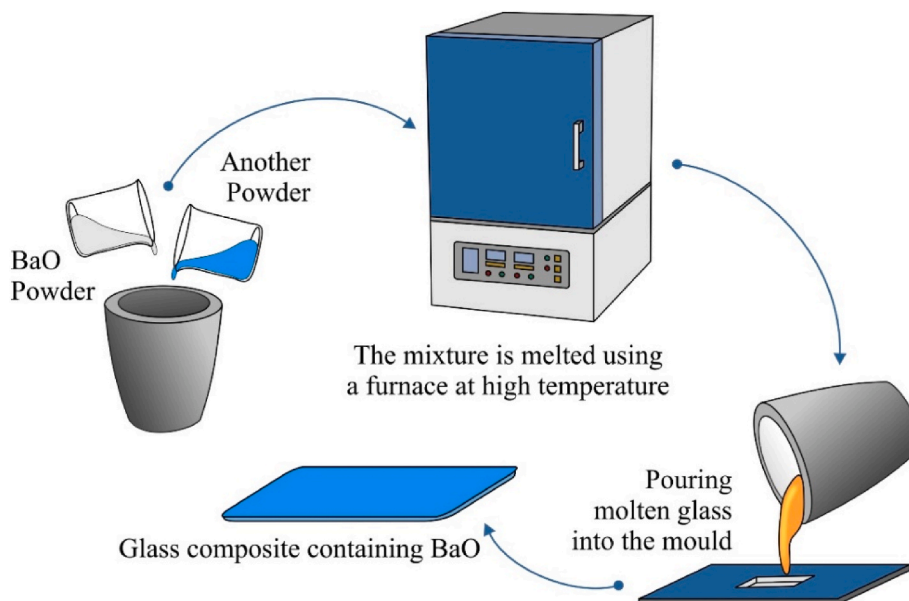 Another
Powder
BaO
Powder
The mixture is melted using
a furnace at high temperature
Pouring
molten glass
into the mould
Glass composite containing BaO